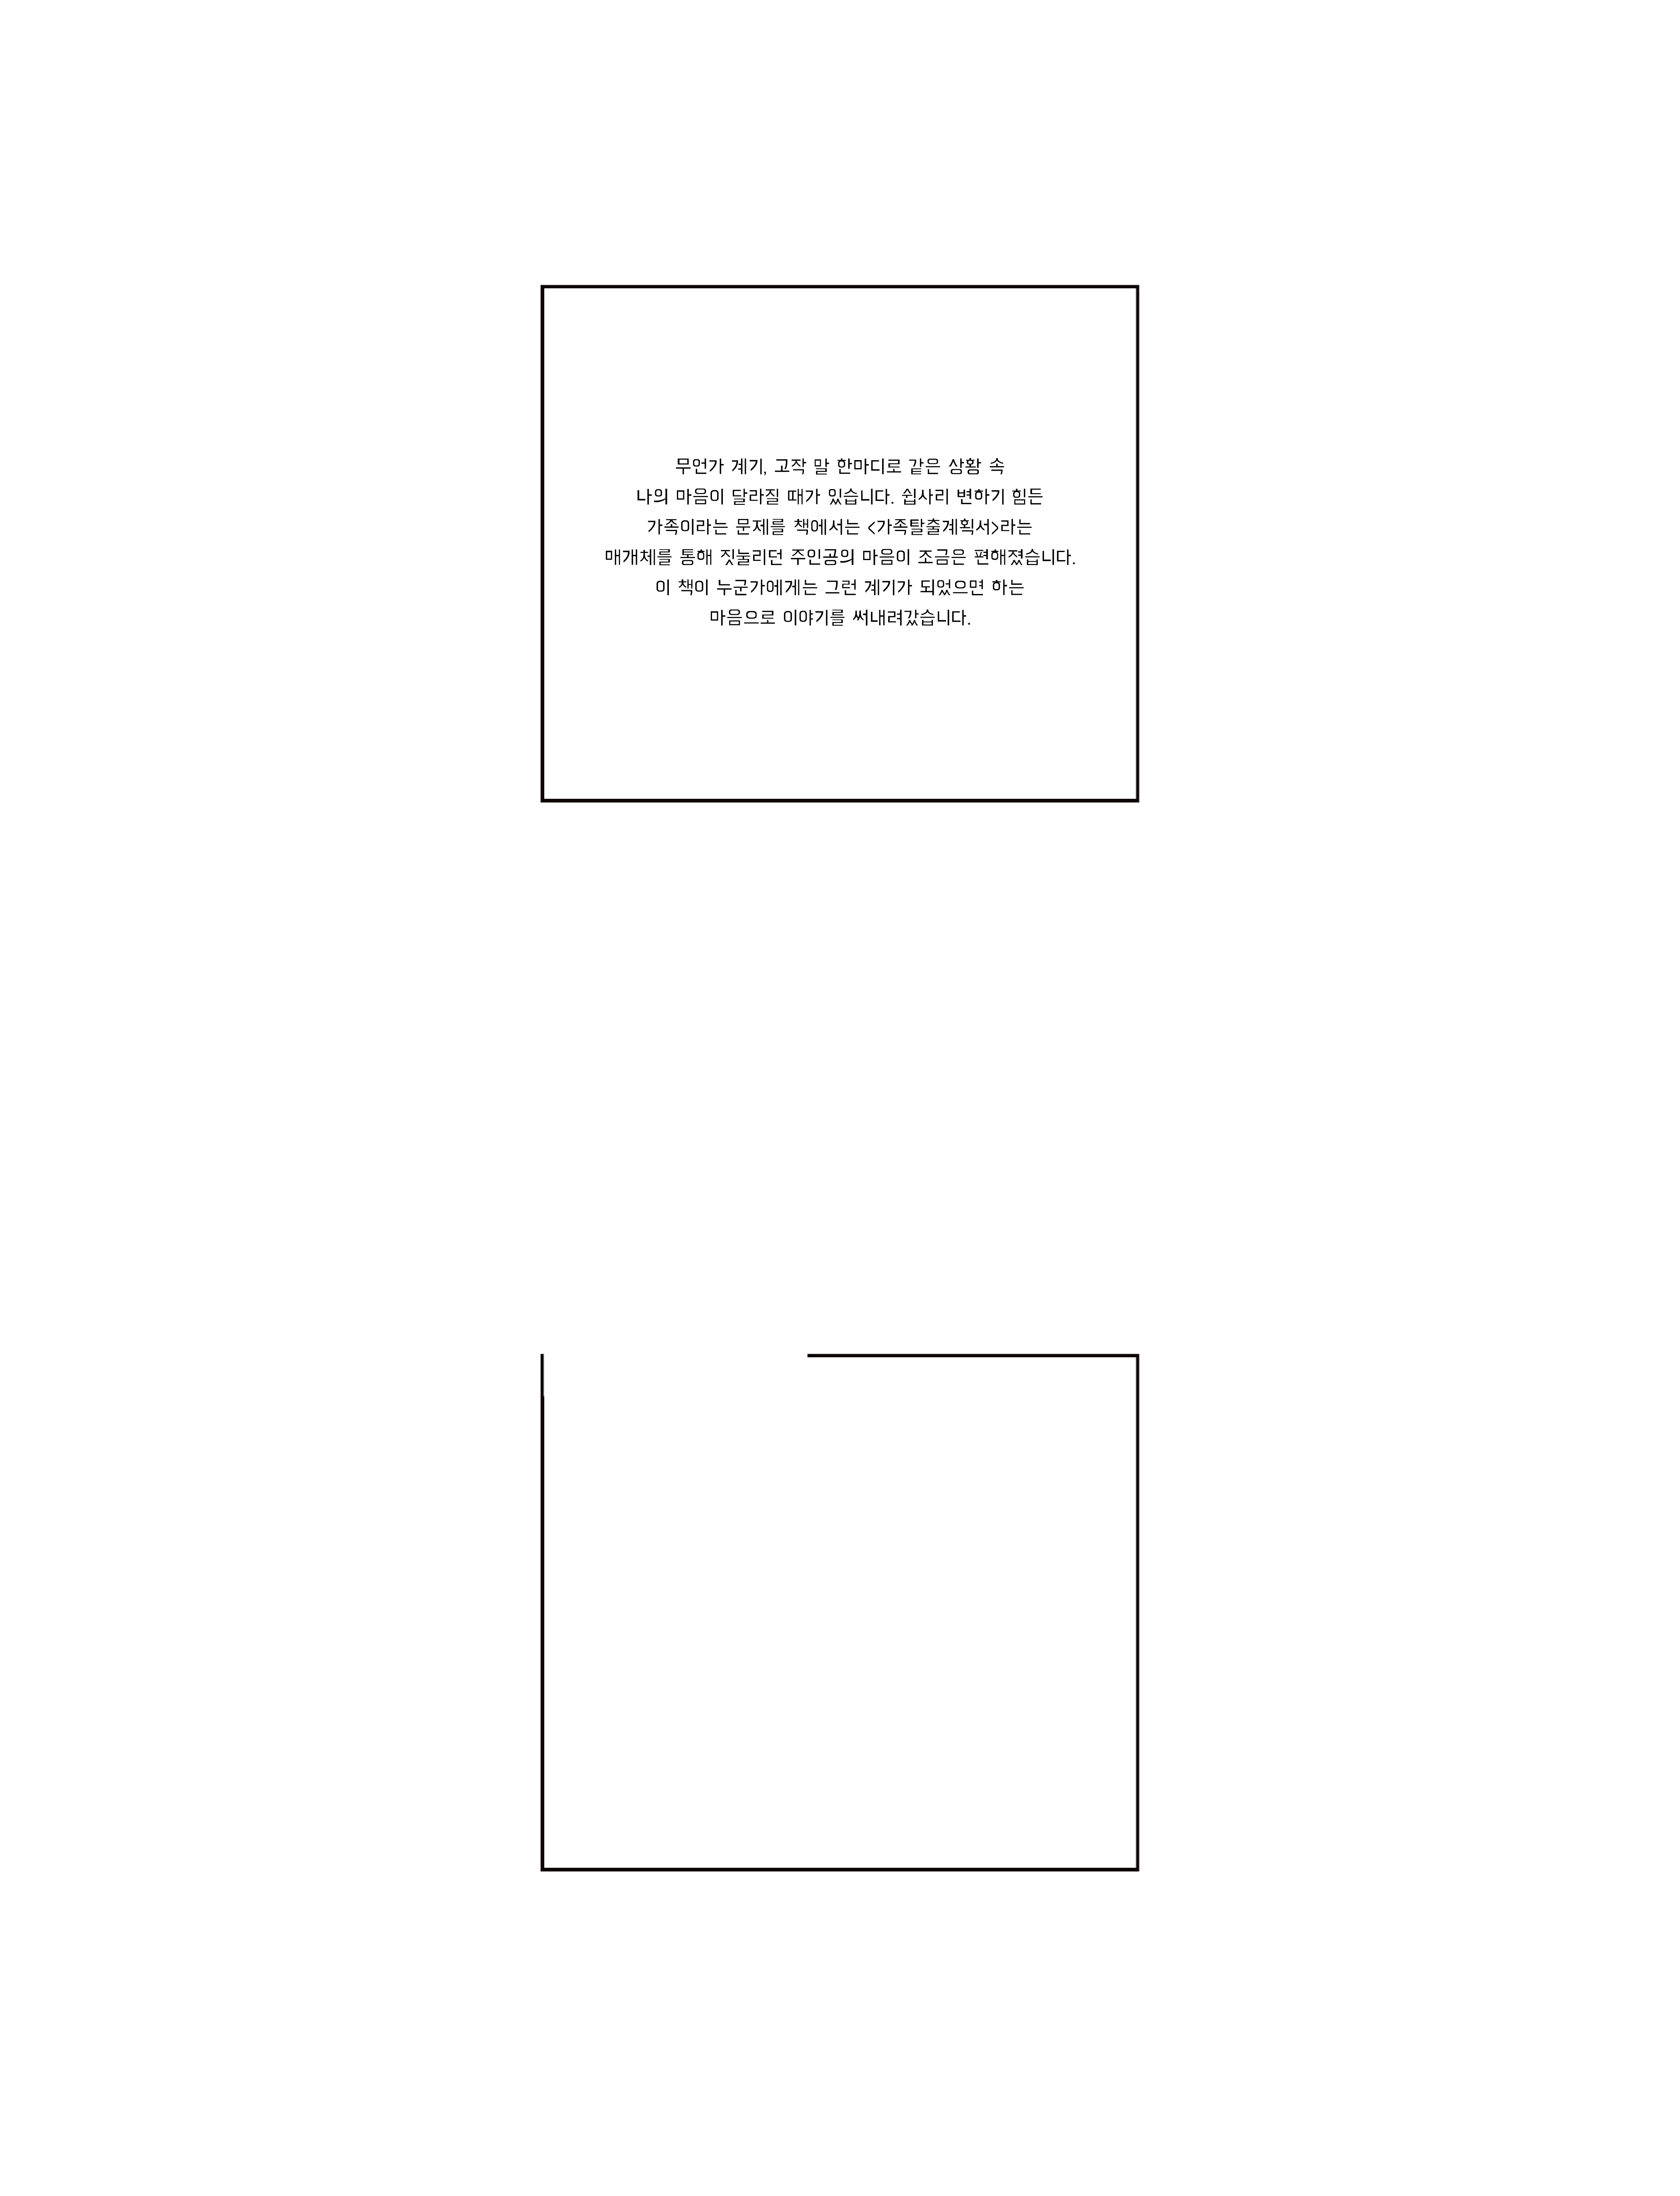 무언가 계기, 고작 말 한마디로 같은 상황 속
나의 마음이 달라질 때가 있습니다. 쉽사리 변하기 힘든
가족이라는 문제를 책에서는 <가족탈출계획서>라는
매개체를 통해 짓눌리던 주인공의 마음이 조금은 편해졌습니다.
이 책이 누군가에게는 그런 계기가 되었으면 하는
마음으로 이야기를 써내려갔습니다.